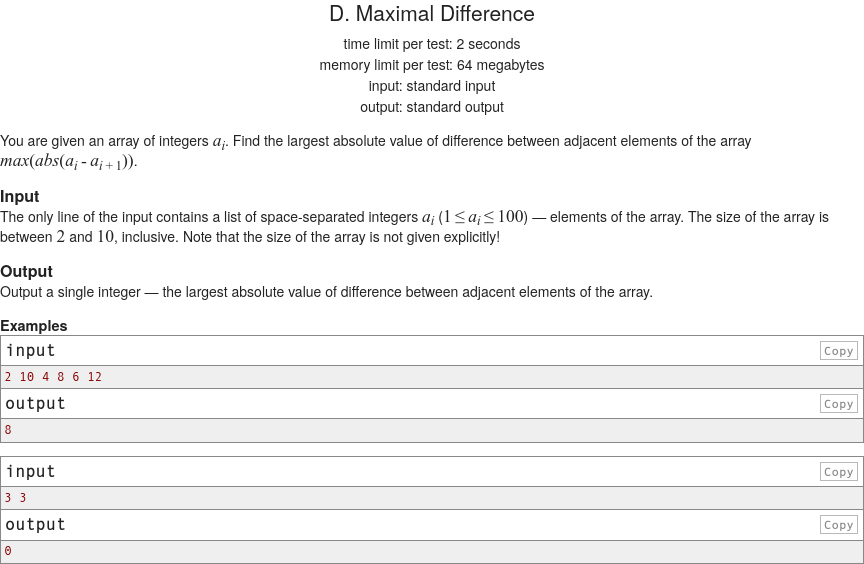 D. Maximal Difference
time limit per test: 2 seconds
memory limit per test: 64 megabytes
input: standard input
output: standard output
You are given an array of integers a_i. Find the largest absolute value of difference between adjacent elements of the array
max(abs(a_i - a_{i + 1})).
Input
The only line of the input contains a list of space-separated integers a_i (1 ≤ a_i ≤ 100) — elements of the array. The size of the array is
between 2 and 10, inclusive. Note that the size of the array is not given explicitly!
Output
Output a single integer — the largest absolute value of difference between adjacent elements of the array.
Examples
input Copy
2 10 4 8 6 12
output Copy
8
input Copy
3 3
output Copy
0